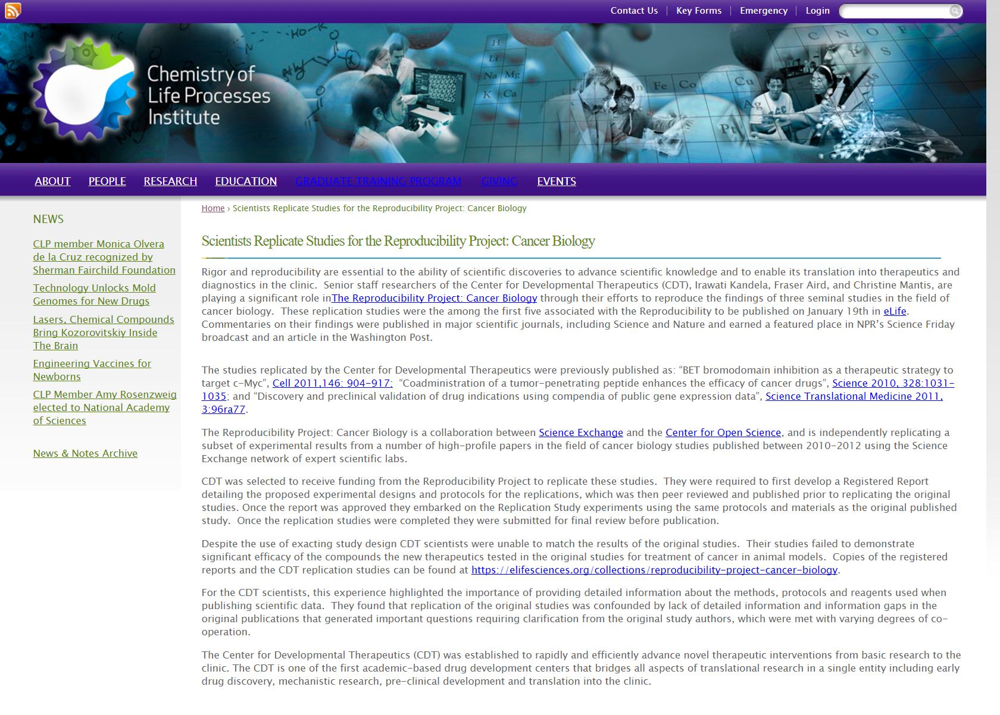 Contact Us
Key Forms
Emergency
Login
Chemistry of
Life Processes
Institute
H
Li
Na Mg
K Ca
Fe Co
Cu
Ag
Pt
C N O F
P S
ABOUT PEOPLE RESEARCH EDUCATION GRADUATE TRAINING PROGRAM GIVING EVENTS
NEWS
CLP member Monica Olvera
de la Cruz recognized by
Sherman Fairchild Foundation
Technology Unlocks Mold
Genomes for New Drugs
Lasers, Chemical Compounds
Bring Kozorovitskiy Inside
The Brain
Engineering Vaccines for
Newborns
CLP Member Amy Rosenzweig
elected to National Academy
of Sciences
News & Notes Archive
Home › Scientists Replicate Studies for the Reproducibility Project: Cancer Biology
Scientists Replicate Studies for the Reproducibility Project: Cancer Biology
Rigor and reproducibility are essential to the ability of scientific discoveries to advance scientific knowledge and to enable its translation into therapeutics and
diagnostics in the clinic.  Senior staff researchers of the Center for Developmental Therapeutics (CDT), Irawati Kandela, Fraser Aird, and Christine Mantis, are
playing a significant role inThe Reproducibility Project: Cancer Biology through their efforts to reproduce the findings of three seminal studies in the field of
cancer biology.  These replication studies were the among the first five associated with the Reproducibility to be published on January 19th in eLife.
Commentaries on their findings were published in major scientific journals, including Science and Nature and earned a featured place in NPR’s Science Friday
broadcast and an article in the Washington Post.
The studies replicated by the Center for Developmental Therapeutics were previously published as: “BET bromodomain inhibition as a therapeutic strategy to
target c-Myc”, Cell 2011,146: 904-917;  “Coadministration of a tumor-penetrating peptide enhances the efficacy of cancer drugs”, Science 2010, 328:1031-
1035; and “Discovery and preclinical validation of drug indications using compendia of public gene expression data”, Science Translational Medicine 2011,
3:96ra77.
The Reproducibility Project: Cancer Biology is a collaboration between Science Exchange and the Center for Open Science, and is independently replicating a
subset of experimental results from a number of high-profile papers in the field of cancer biology studies published between 2010-2012 using the Science
Exchange network of expert scientific labs.
CDT was selected to receive funding from the Reproducibility Project to replicate these studies.  They were required to first develop a Registered Report
detailing the proposed experimental designs and protocols for the replications, which was then peer reviewed and published prior to replicating the original
studies. Once the report was approved they embarked on the Replication Study experiments using the same protocols and materials as the original published
study.  Once the replication studies were completed they were submitted for final review before publication.
Despite the use of exacting study design CDT scientists were unable to match the results of the original studies.  Their studies failed to demonstrate
significant efficacy of the compounds the new therapeutics tested in the original studies for treatment of cancer in animal models.  Copies of the registered
reports and the CDT replication studies can be found at https://elifesciences.org/collections/reproducibility-project-cancer-biology.
For the CDT scientists, this experience highlighted the importance of providing detailed information about the methods, protocols and reagents used when
publishing scientific data.  They found that replication of the original studies was confounded by lack of detailed information and information gaps in the
original publications that generated important questions requiring clarification from the original study authors, which were met with varying degrees of co-
operation.
The Center for Developmental Therapeutics (CDT) was established to rapidly and efficiently advance novel therapeutic interventions from basic research to the
clinic. The CDT is one of the first academic-based drug development centers that bridges all aspects of translational research in a single entity including early
drug discovery, mechanistic research, pre-clinical development and translation into the clinic.